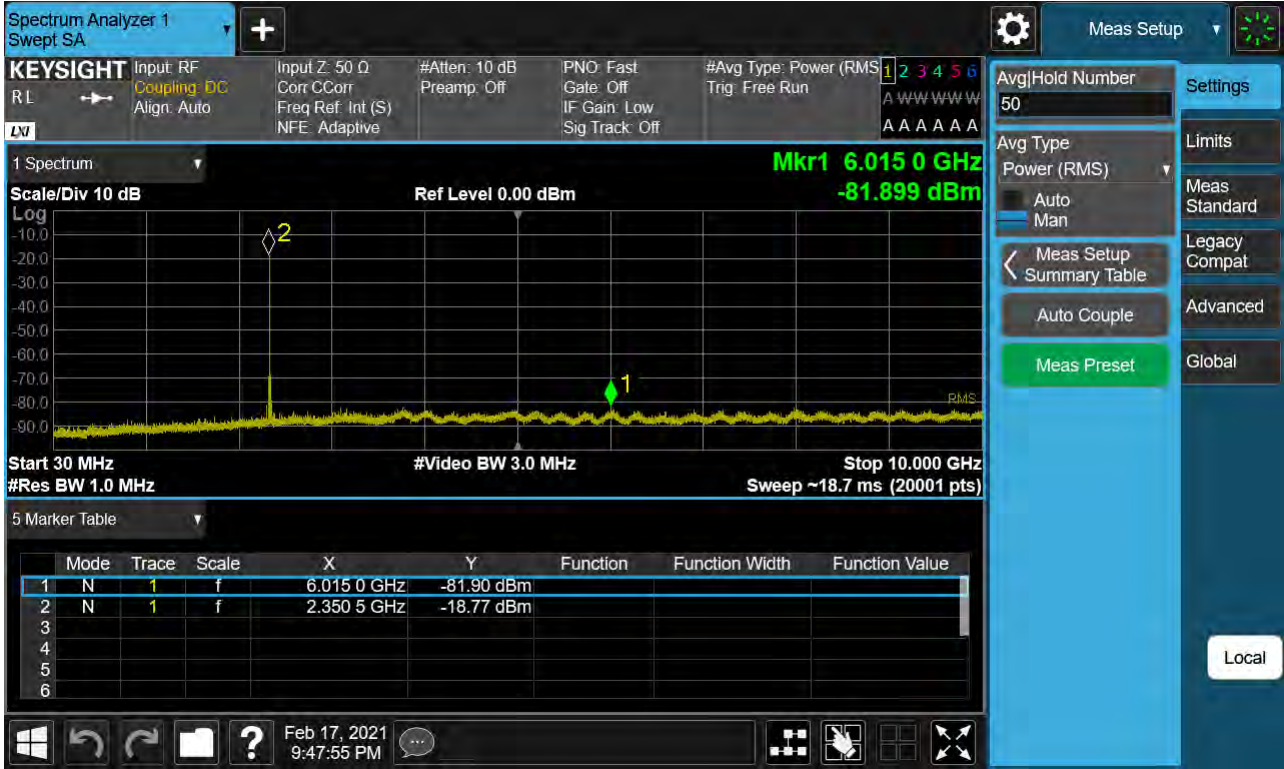 Spectrum Analyzer 1
Swept SA
+
Meas Setup
KEYSIGHT
R L
LXI
Input: RF
Coupling: DC
Align: Auto
Input Z: 50 Ω
Corr CCorr
Freq Ref: Int (S)
NFE: Adaptive
#Atten: 10 dB
Preamp: Off
PNO: Fast
Gate: Off
IF Gain: Low
Sig Track: Off
#Avg Type: Power (RMS
Trig: Free Run
1 2 3 4 5 6
A W W W W W
A A A A A A
1 Spectrum
Mkr1 6.015 0 GHz
-81.899 dBm
Scale/Div 10 dB
Ref Level 0.00 dBm
Log
-10.0
-20.0
-30.0
-40.0
-50.0
-60.0
-70.0
-80.0
-90.0
2
1
RMS
Start 30 MHz
#Video BW 3.0 MHz
Stop 10.000 GHz
#Res BW 1.0 MHz
Sweep ~18.7 ms (20001 pts)
5 Marker Table
Mode Trace Scale X Y Function Function Width Function Value
1 N 1 f 6.015 0 GHz -81.90 dBm
2 N 1 f 2.350 5 GHz -18.77 dBm
3
4
5
6
Avg|Hold Number
50
Avg Type
Power (RMS)
Auto
Man
Meas Setup
Summary Table
Auto Couple
Meas Preset
Settings
Limits
Meas
Standard
Legacy
Compat
Advanced
Global
Local
?
Feb 17, 2021
9:47:55 PM